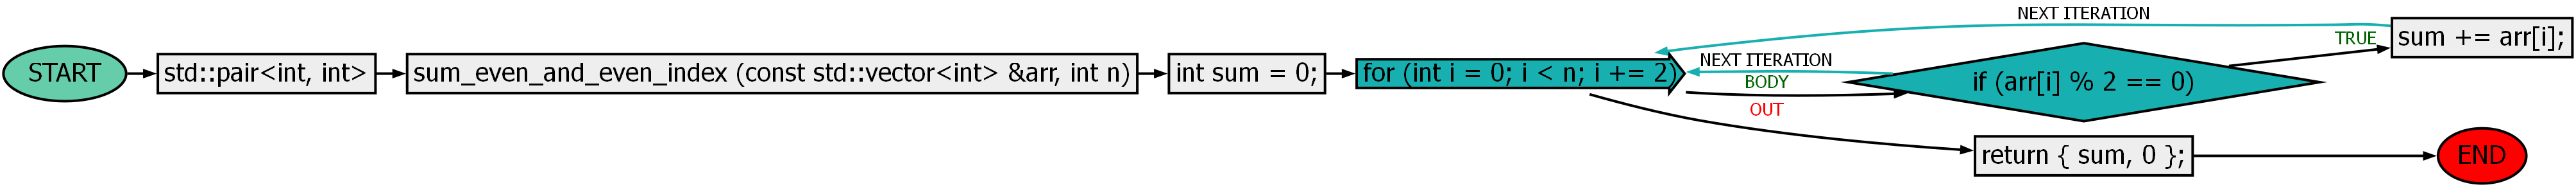 START
std::pair<int, int>
sum_even_and_even_index (const std::vector<int> &arr, int n)
int sum = 0;
for (int i = 0; i < n; i += 2)
NEXT ITERATION
NEXT ITERATION
BODY
OUT
if (arr[i] % 2 == 0)
TRUE
sum += arr[i];
return { sum, 0 };
END